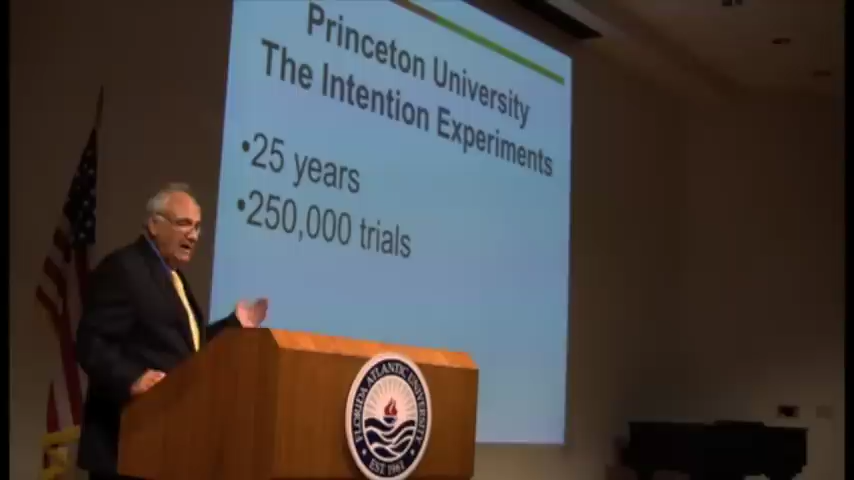 Princeton University
The Intention Experiments
•25 years
•250,000 trials
FLORIDA ATLANTIC UNIVERSITY
EST 1961